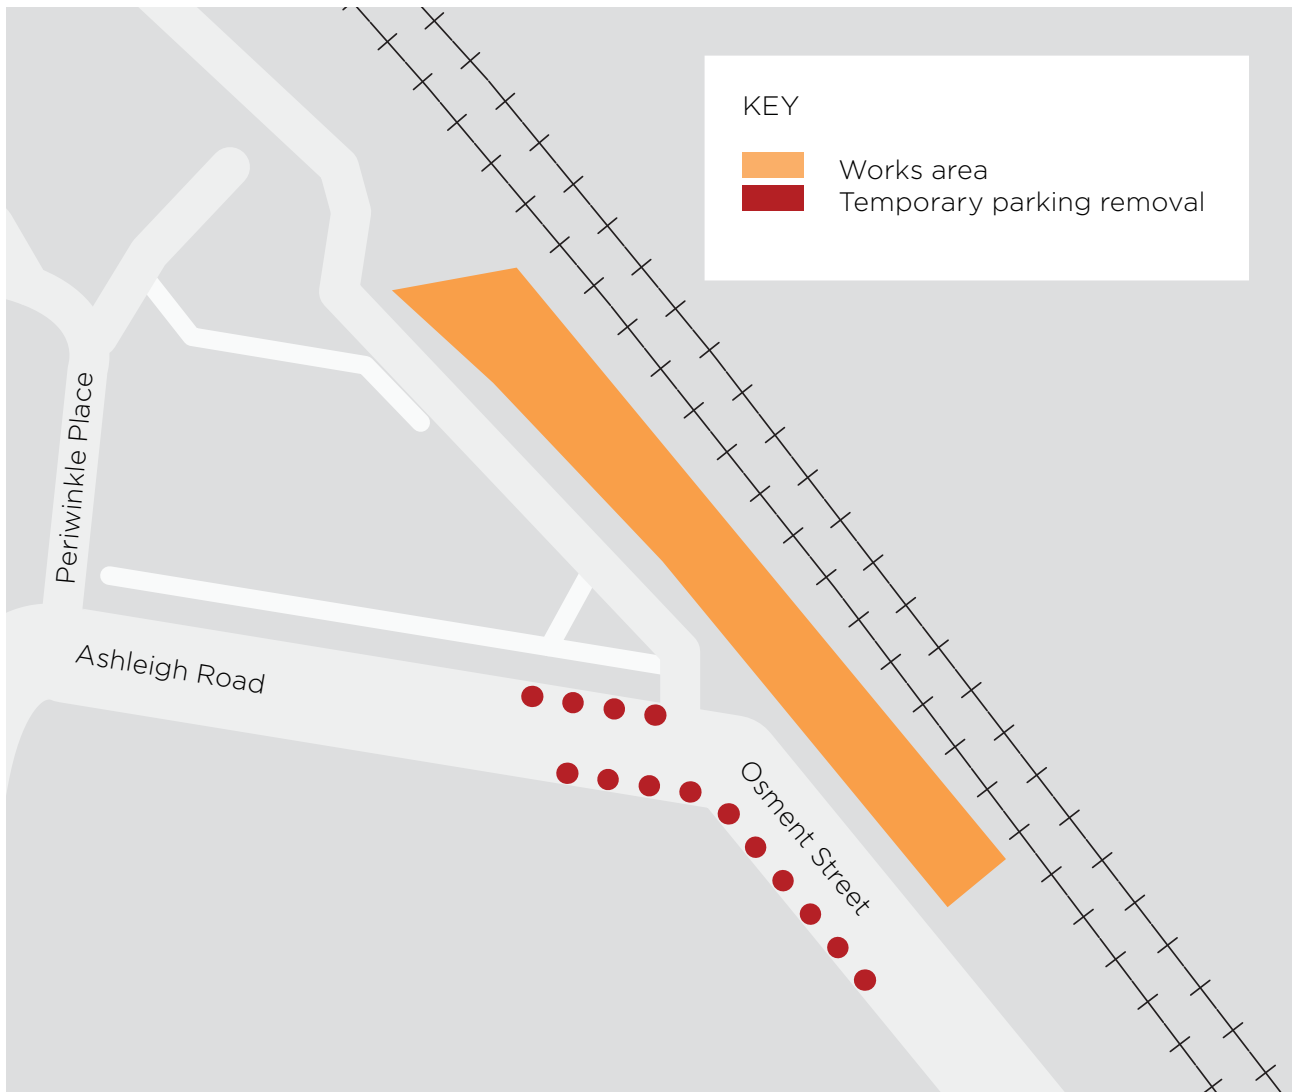 KEY
Works area
Temporary parking removal
Periwinkle Place
Ashleigh Road
Osment Street